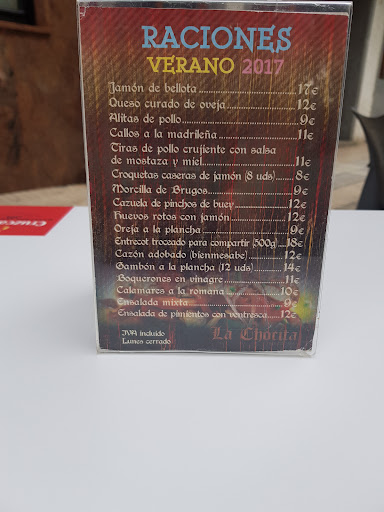 RACIONES
VERANO 2017
Jamón de bellota.....................17€
Queso curado de oveja..............12€
Alitas de pollo.........................9€
Callos a la madrileña................11€
Tiras de pollo crujiente con salsa
de mostaza y miel.....................11€
Croquetas caseras de jamón (8 uds).....8€
Morcilla de Brugos....................9€
Cazuela de pinchos de buey...........12€
Huevos rotos con jamón..............12€
Oreja a la plancha.....................9€
Entrecot troceado para compartir (300g)...18€
Cazón adobado (bienmesabe)..........12€
Gambón a la plancha (12 uds)........14€
Boquerones en vinagre...............11€
Calamares a la romana...............10€
Ensalada mixta........................9€
Ensalada de pimientos con ventresca....12€
IVA incluido
Lunes cerrado
La Chocita